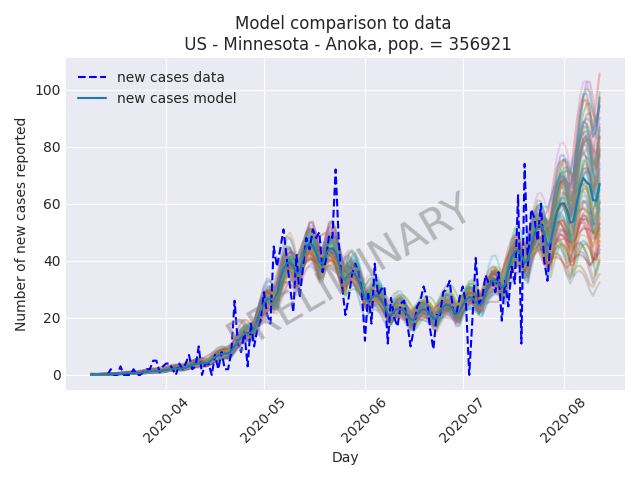 Model comparison to data
US - Minnesota - Anoka, pop. = 356921
new cases data
new cases model
PRELIMINARY
Number of new cases reported
100
80
60
40
20
0
2020-04
2020-05
2020-06
2020-07
2020-08
Day